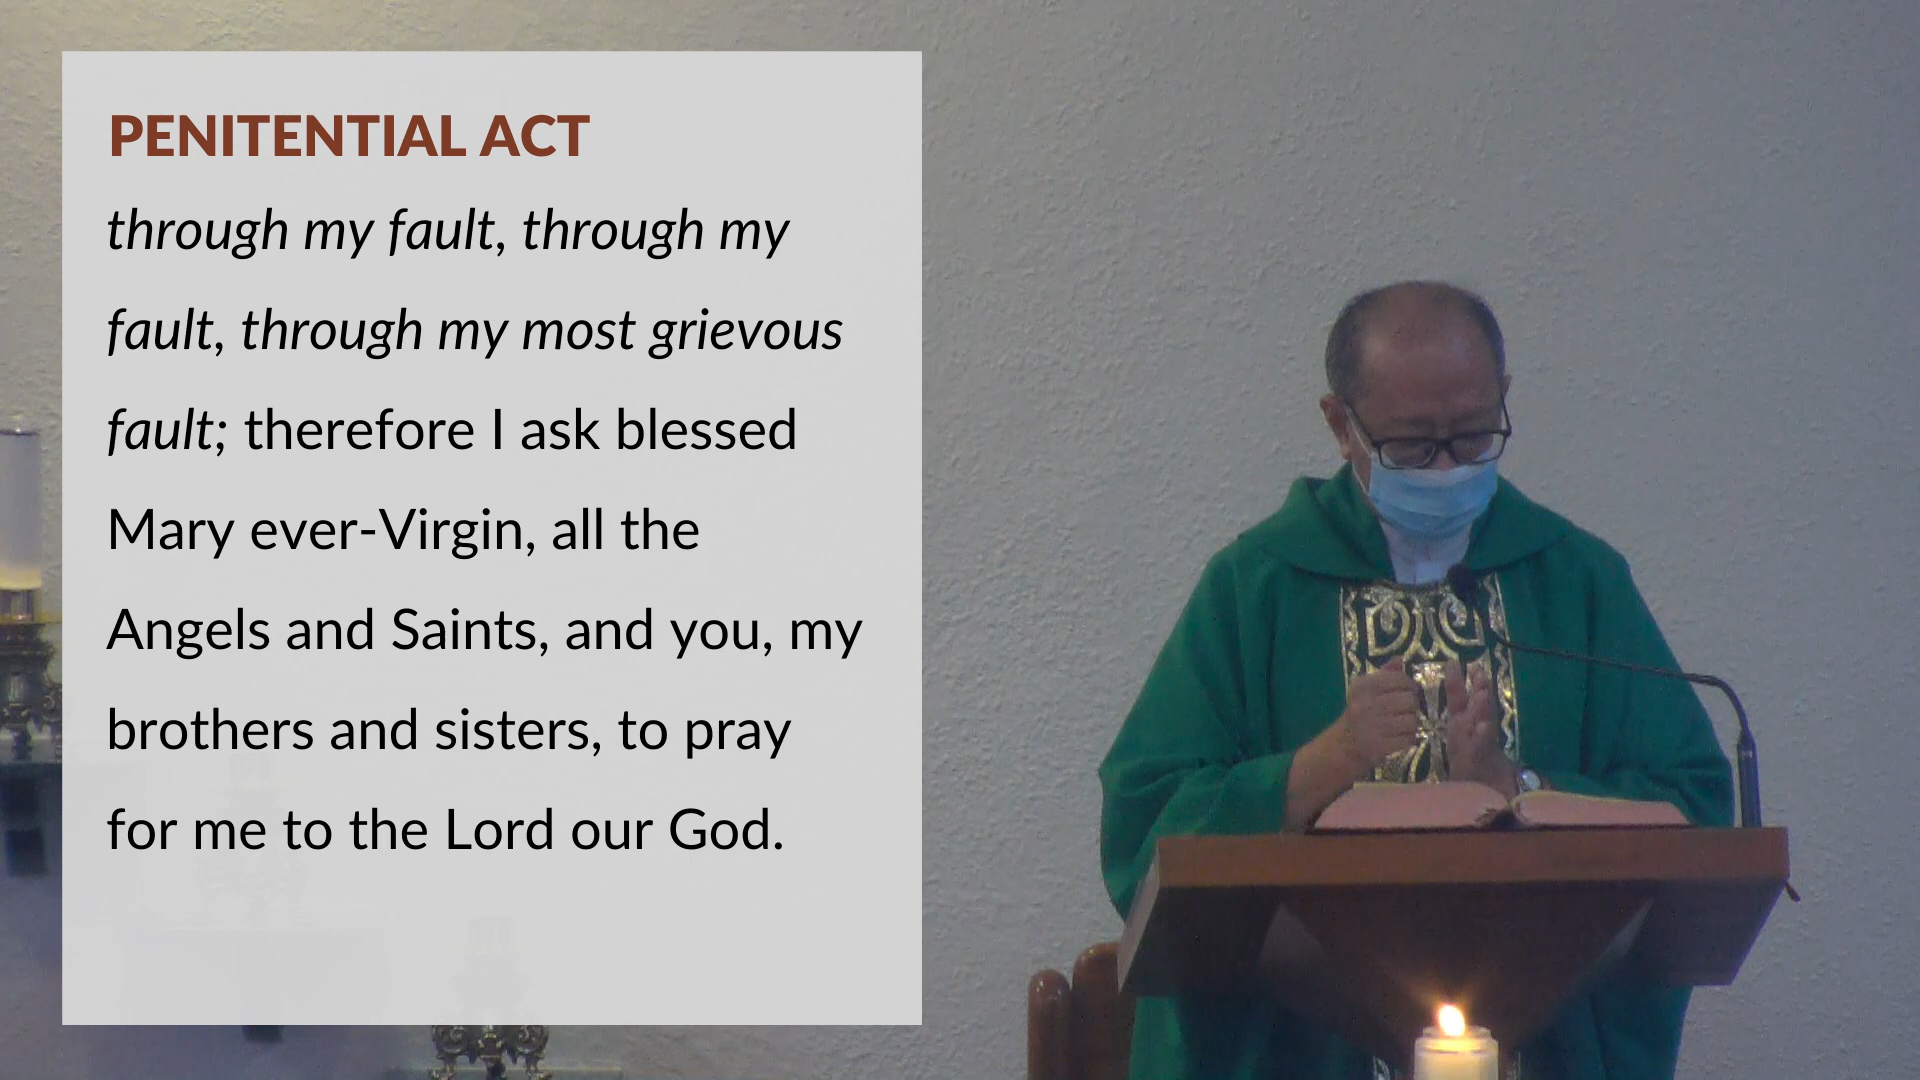 PENITENTIAL ACT
through my fault, through my
fault, through my most grievous
fault; therefore I ask blessed
Mary ever-Virgin, all the
Angels and Saints, and you, my
brothers and sisters, to pray
for me to the Lord our God.